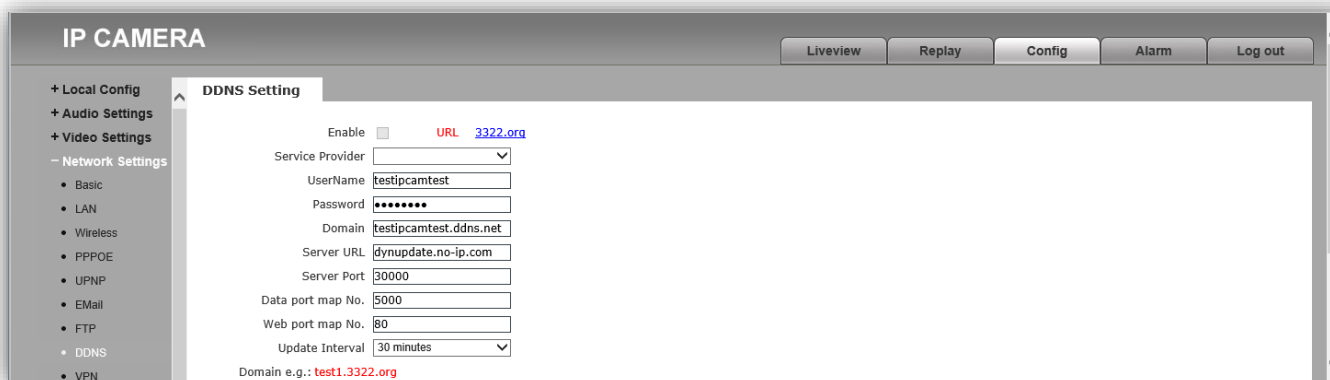 IP CAMERA
Liveview Replay Config Alarm Log out
+ Local Config
+ Audio Settings
+ Video Settings
− Network Settings
• Basic
• LAN
• Wireless
• PPPOE
• UPNP
• EMail
• FTP
• DDNS
• VPN
DDNS Setting
Enable URL 3322.org
Service Provider
UserName testipcamtest
Password ••••••••
Domain testipcamtest.ddns.net
Server URL dynupdate.no-ip.com
Server Port 30000
Data port map No. 5000
Web port map No. 80
Update Interval 30 minutes
Domain e.g.: test1.3322.org